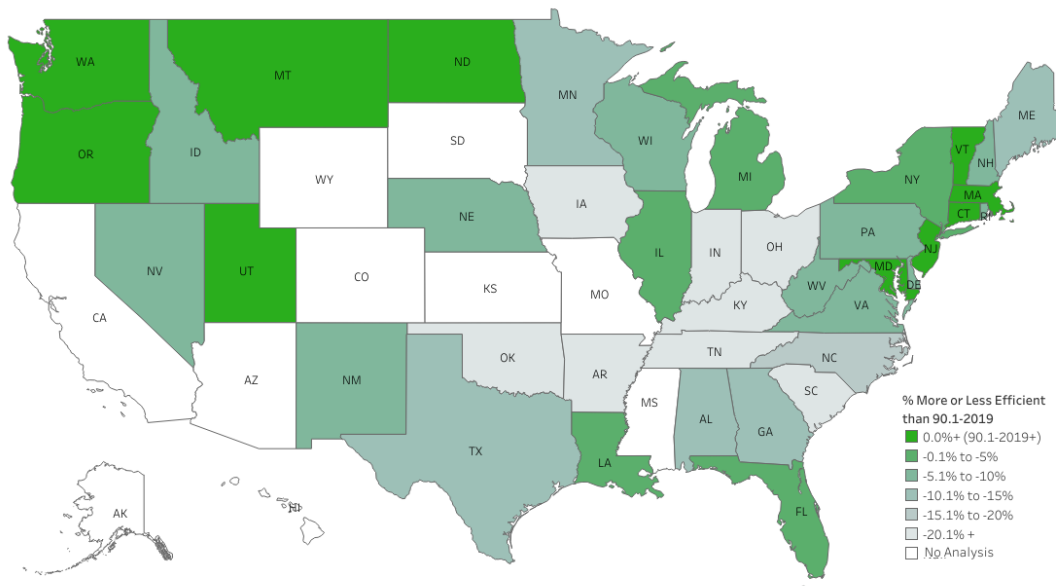 WA
MT
ND
MN
ME
OR
ID
SD
WI
VT
NH
WY
MI
NY
MA
CT
RI
IA
NE
PA
NJ
NV
UT
IL
IN
OH
MD
DE
CO
KS
MO
WV
VA
CA
KY
OK
TN
NC
AZ
NM
AR
SC
MS
AL
GA
TX
LA
FL
AK
HI
% More or Less Efficient
than 90.1-2019
0.0%+ (90.1-2019+)
-0.1% to -5%
-5.1% to -10%
-10.1% to -15%
-15.1% to -20%
-20.1% +
No Analysis